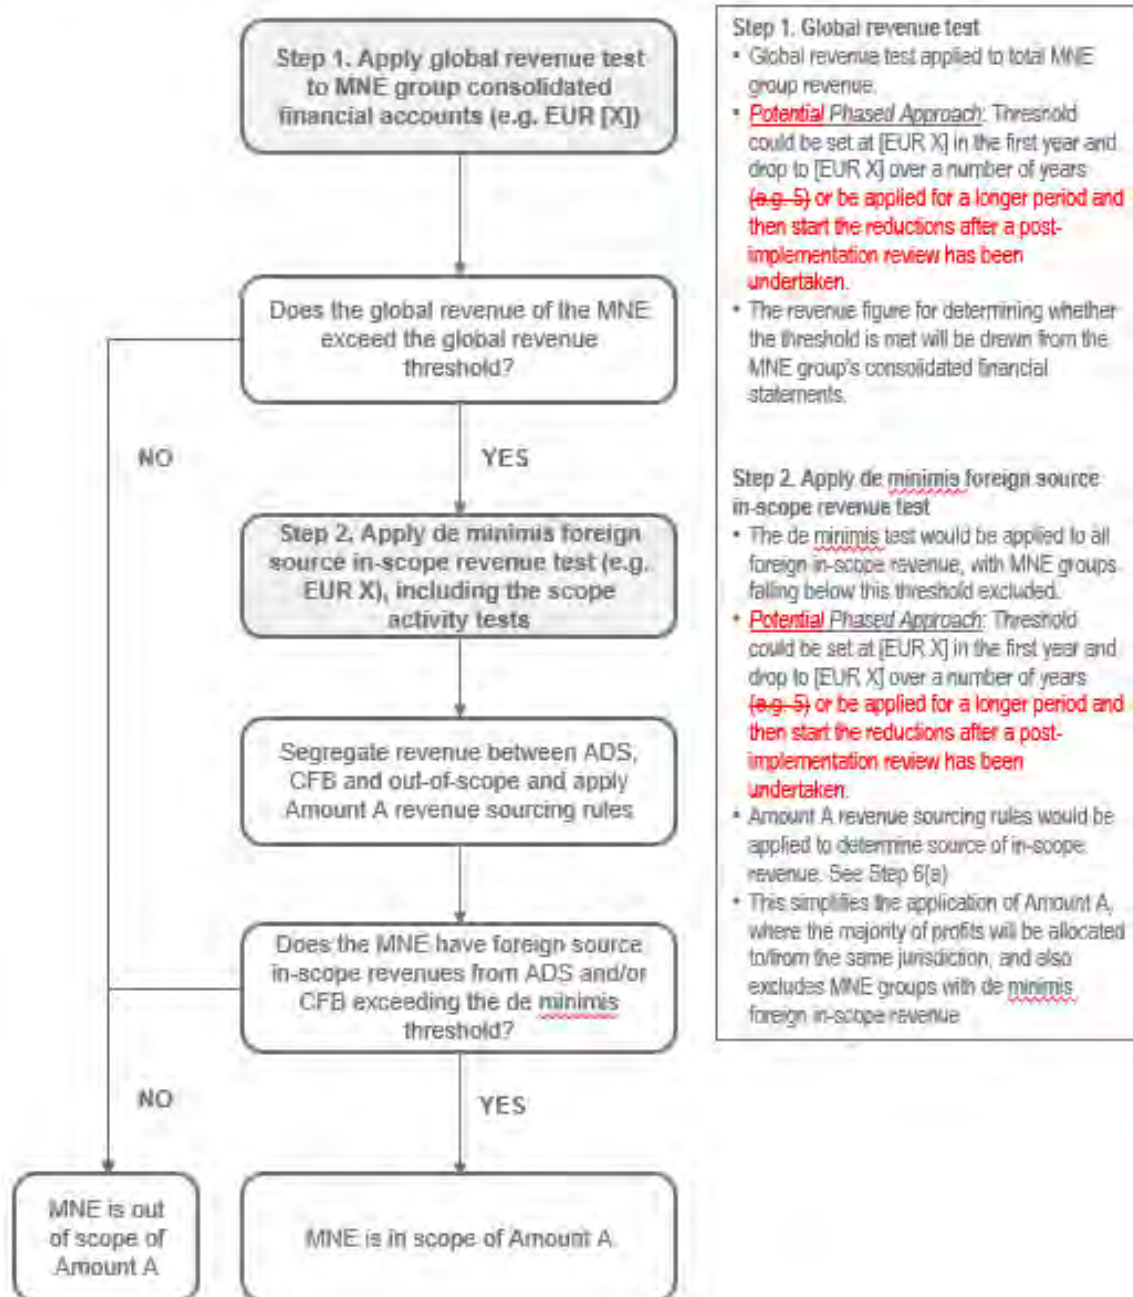 Step 1. Apply global revenue test
to MNE group consolidated
financial accounts (e.g. EUR [X])
Does the global revenue of the MNE
exceed the global revenue
threshold?
NO
YES
Step 2. Apply de minimis foreign
source in-scope revenue test (e.g.
EUR X), including the scope
activity tests
Segregate revenue between ADS,
CFB and out-of-scope and apply
Amount A revenue sourcing rules
Does the MNE have foreign source
in-scope revenues from ADS and/or
CFB exceeding the de minimis
threshold?
NO
YES
MNE is out
of scope of
Amount A
MNE is in scope of Amount A.
Step 1. Global revenue test
• Global revenue test applied to total MNE
group revenue.
• Potential Phased Approach: Threshold
could be set at [EUR X] in the first year and
drop to [EUR X] over a number of years
(e.g. 5) or be applied for a longer period and
then start the reductions after a post-
implementation review has been
undertaken.
• The revenue figure for determining whether
the threshold is met will be drawn from the
MNE group's consolidated financial
statements.
Step 2. Apply de minimis foreign source
in-scope revenue test
• The de minimis test would be applied to all
foreign in-scope revenue, with MNE groups
falling below this threshold excluded.
• Potential Phased Approach: Threshold
could be set at [EUR X] in the first year and
drop to [EUR X] over a number of years
(e.g. 5) or be applied for a longer period and
then start the reductions after a post-
implementation review has been
undertaken.
• Amount A revenue sourcing rules would be
applied to determine source of in-scope
revenue. See Step 6(a)
• This simplifies the application of Amount A,
where the majority of profits will be allocated
to/from the same jurisdiction, and also
excludes MNE groups with de minimis
foreign in-scope revenue